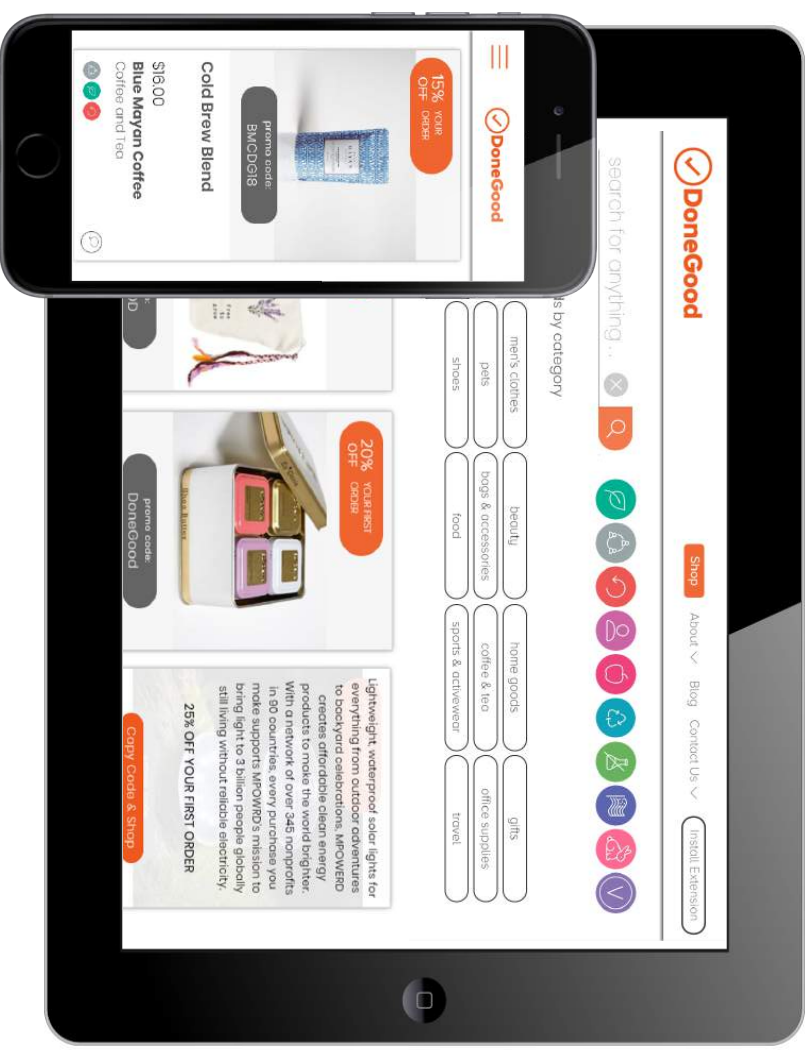 DoneGood
15% YOUR
OFF ORDER
promo code:
BMCDG18
Cold Brew Blend
$16.00
Blue Mayan Coffee
Coffee and Tea
DoneGood
Shop
About
Blog
Contact Us
Install Extension
search for anything...
by category
men's clothes
beauty
home goods
gifts
pets
bags & accessories
coffee & tea
office supplies
shoes
food
sports & activewear
travel
20% YOUR FIRST
OFF ORDER
Shea Butter
promo code:
DoneGood
Lightweight, waterproof solar lights for
everything from outdoor adventures
to backyard celebrations, MPOWERD
creates affordable clean energy
products to make the world brighter.
With a network of over 345 nonprofits
in 90 countries, every purchase you
make supports MPOWRD's mission to
bring light to 3 billion people globally
still living without reliable electricity.
25% OFF YOUR FIRST ORDER
Copy Code & Shop
V